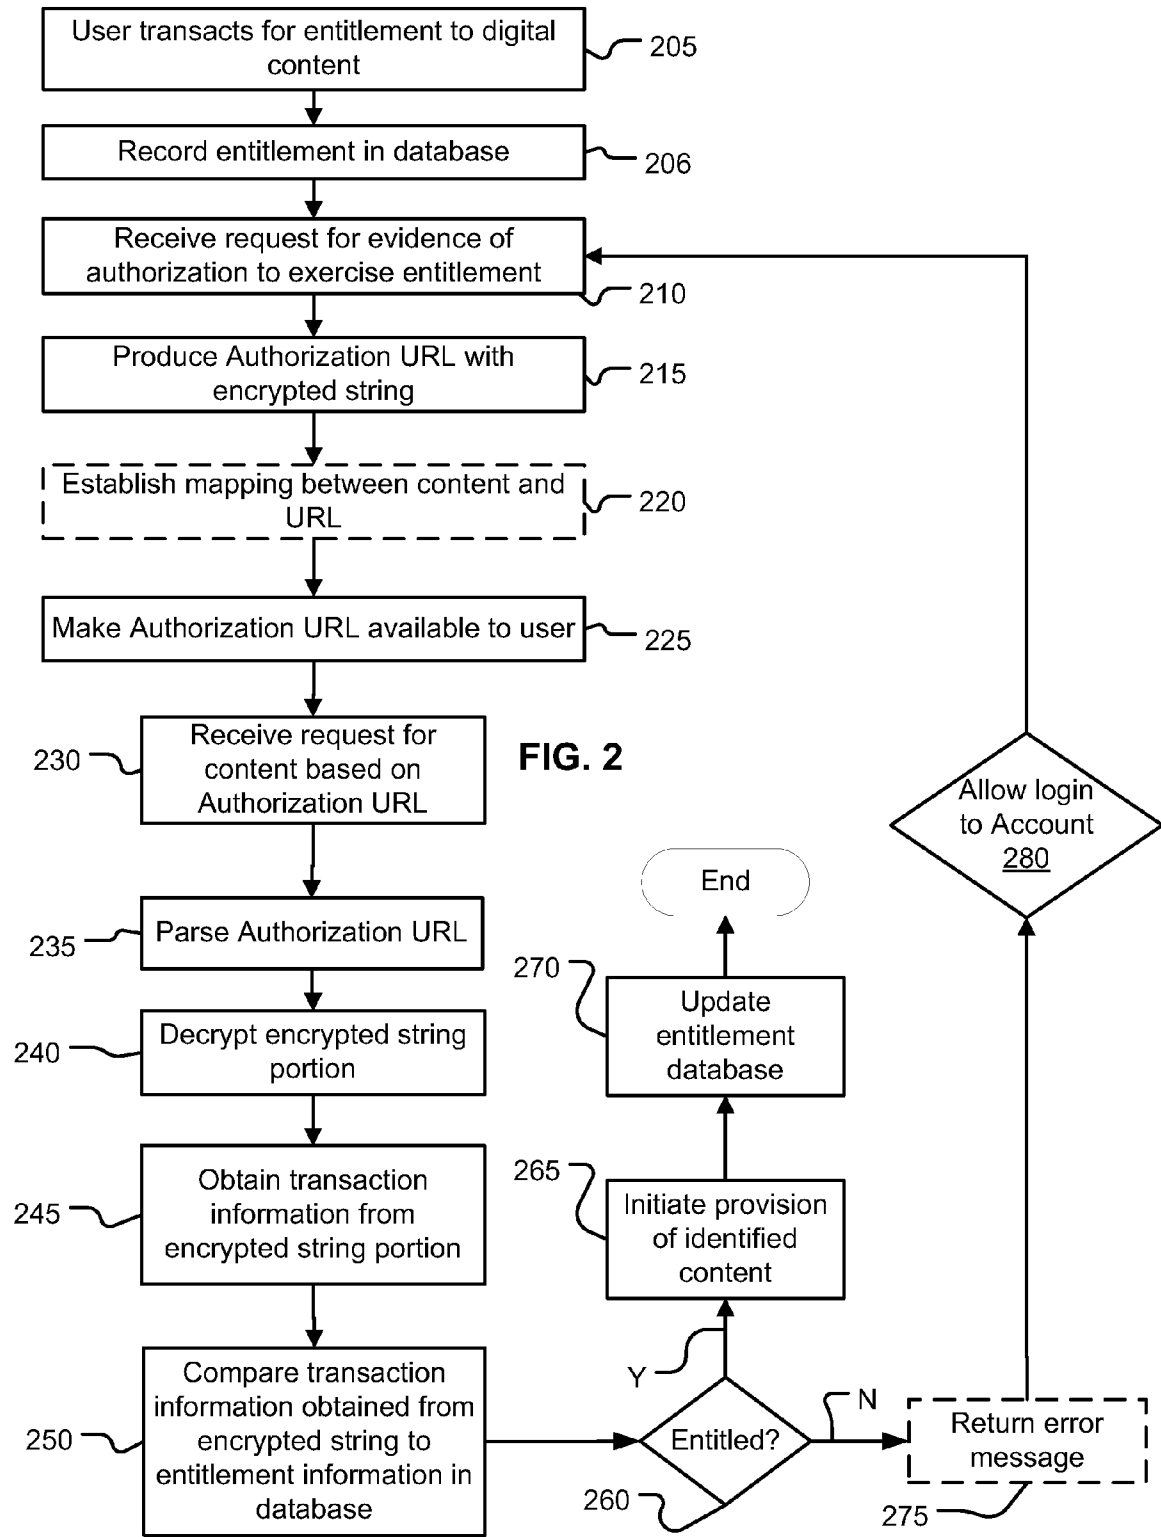 User transacts for entitlement to digital
content
205
Record entitlement in database
206
Receive request for evidence of
authorization to exercise entitlement
210
Produce Authorization URL with
encrypted string
215
Establish mapping between content and
URL
220
Make Authorization URL available to user
225
230
Receive request for
content based on
Authorization URL
FIG. 2
Allow login
to Account
280
End
235
Parse Authorization URL
270
Update
entitlement
database
240
Decrypt encrypted string
portion
245
Obtain transaction
information from
encrypted string portion
265
Initiate provision
of identified
content
250
Compare transaction
information obtained from
encrypted string to
entitlement information in
database
Y
Entitled?
260
N
Return error
message
275